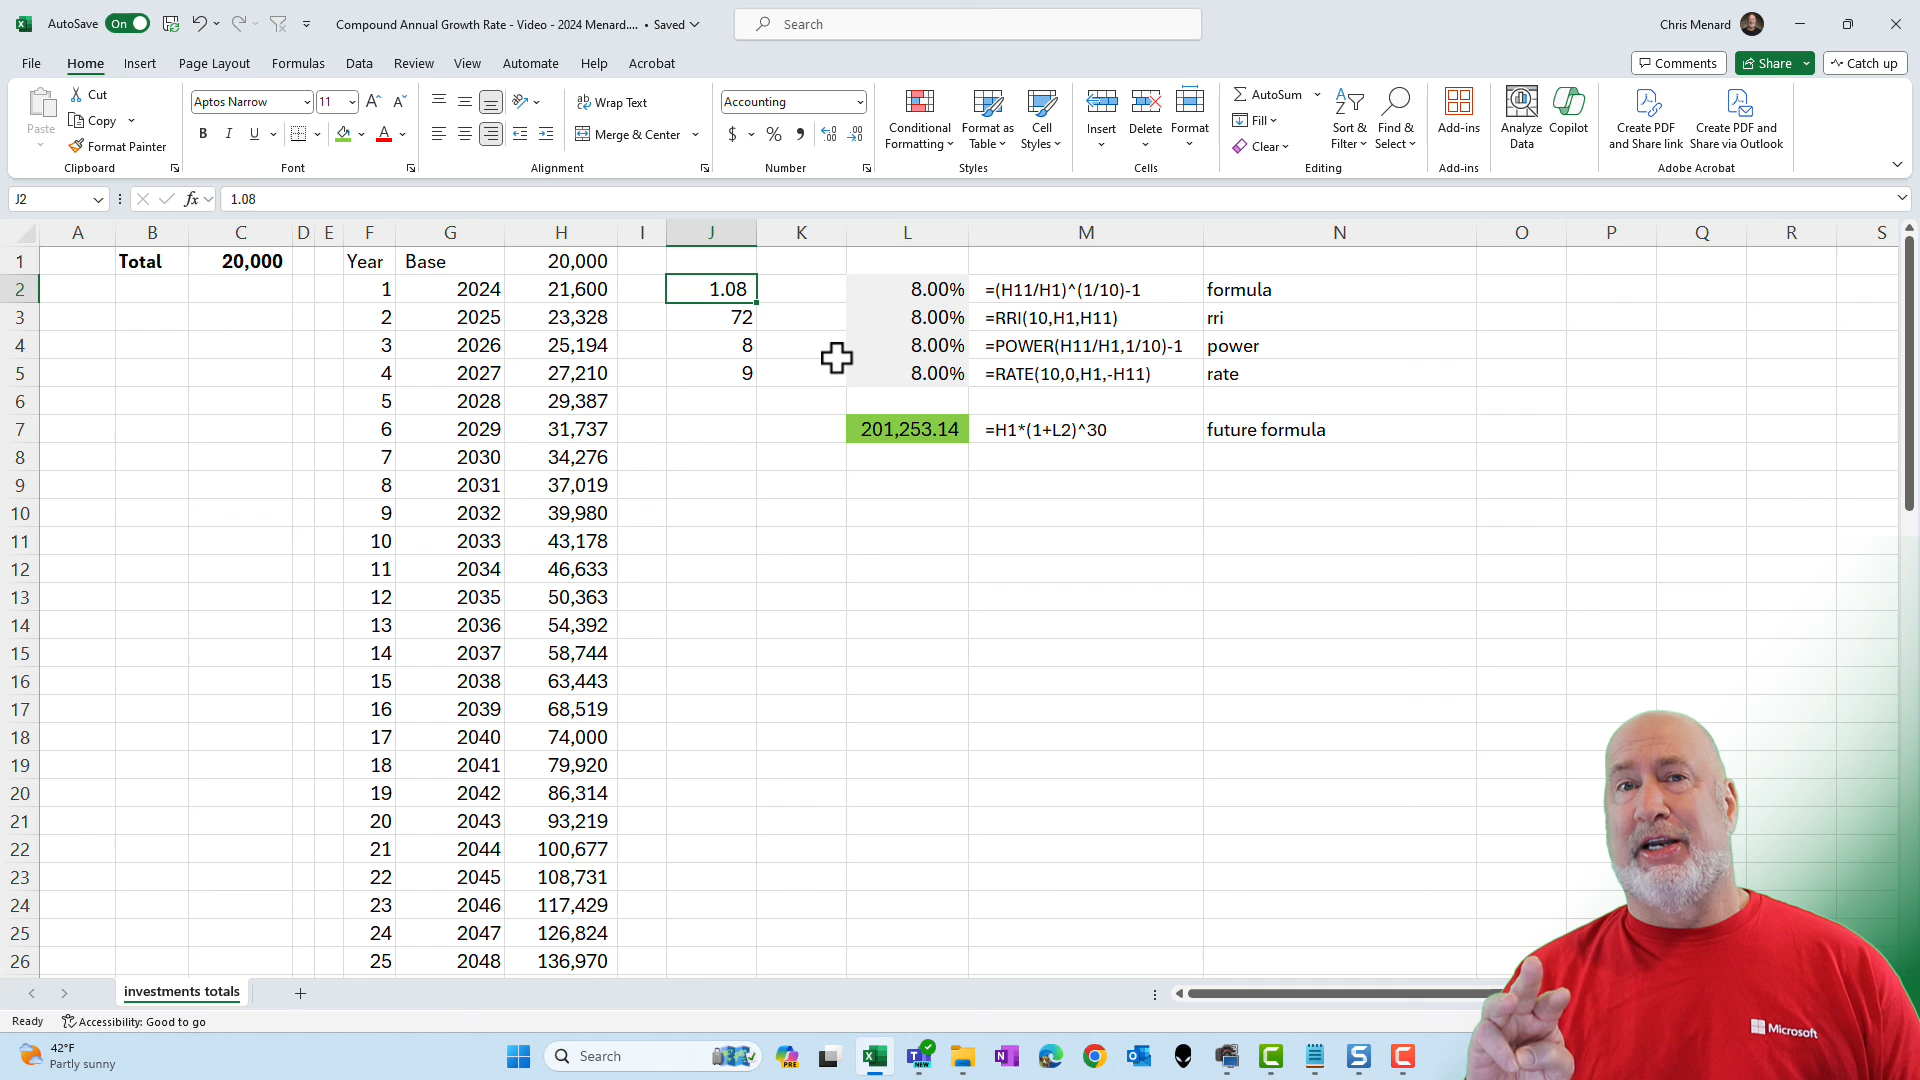 AutoSave On
Compound Annual Growth Rate - Video - 2024 Menard.... • Saved
Search
Chris Menard
File Home Insert Page Layout Formulas Data Review View Automate Help Acrobat
Comments Share Catch up
Paste
Cut
Copy
Format Painter
Clipboard
Aptos Narrow 11
B I U
Font
Wrap Text
Merge & Center
Alignment
Accounting
$ % ,
Number
Conditional Formatting
Format as Table
Cell Styles
Styles
Insert Delete Format
Cells
AutoSum
Fill
Clear
Sort & Filter
Find & Select
Editing
Add-ins
Add-ins
Analyze Data
Copilot
Create PDF and Share link
Create PDF and Share via Outlook
Adobe Acrobat
J2 fx 1.08
A B C D E F G H I J K L M N O P Q R S
1 Total 20,000 Year Base 20,000
2 1 2024 21,600 1.08 8.00% =(H11/H1)^(1/10)-1 formula
3 2 2025 23,328 72 8.00% =RRI(10,H1,H11) rri
4 3 2026 25,194 8 8.00% =POWER(H11/H1,1/10)-1 power
5 4 2027 27,210 9 8.00% =RATE(10,0,H1,-H11) rate
6 5 2028 29,387
7 6 2029 31,737 201,253.14 =H1*(1+L2)^30 future formula
8 7 2030 34,276
9 8 2031 37,019
10 9 2032 39,980
11 10 2033 43,178
12 11 2034 46,633
13 12 2035 50,363
14 13 2036 54,392
15 14 2037 58,744
16 15 2038 63,443
17 16 2039 68,519
18 17 2040 74,000
19 18 2041 79,920
20 19 2042 86,314
21 20 2043 93,219
22 21 2044 100,677
23 22 2045 108,731
24 23 2046 117,429
25 24 2047 126,824
26 25 2048 136,970
investments totals
Ready Accessibility: Good to go
Microsoft
42°F
Partly sunny
Search
PRE
NEW